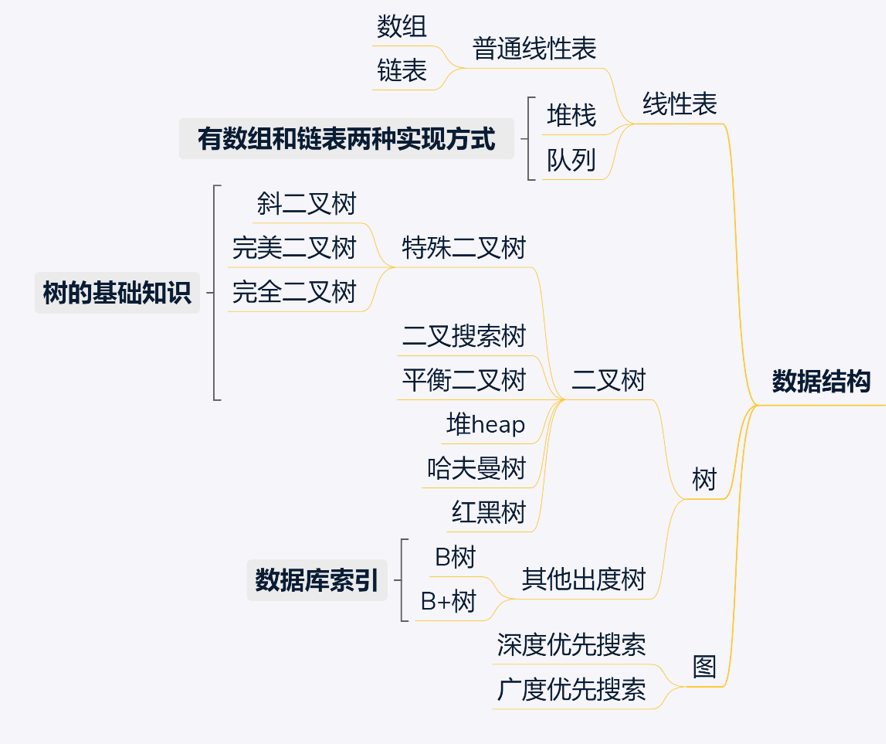 数组
普通线性表
链表
线性表
堆栈
有数组和链表两种实现方式
队列
斜二叉树
完美二叉树
特殊二叉树
完全二叉树
树的基础知识
二叉搜索树
平衡二叉树
二叉树
数据结构
堆heap
哈夫曼树
树
红黑树
B树
数据库索引
其他出度树
B+树
深度优先搜索
图
广度优先搜索